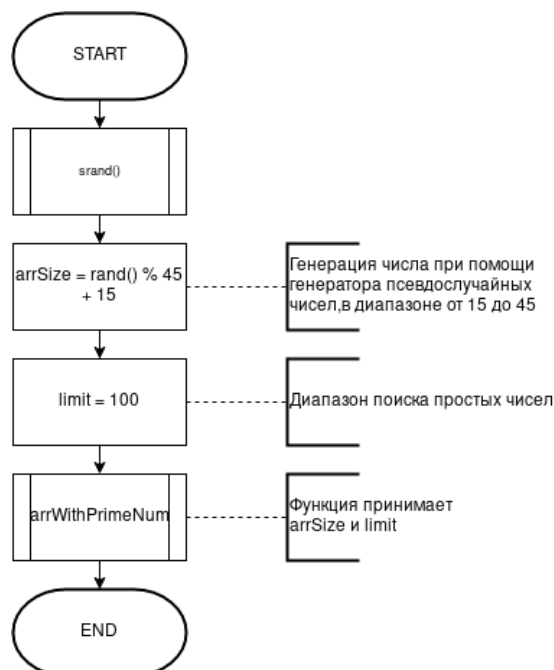 START
srand()
arrSize = rand() % 45
+ 15
Генерация числа при помощи
генератора псевдослучайных
чисел,в диапазоне от 15 до 45
limit = 100
Диапазон поиска простых чисел
arrWithPrimeNum
Функция принимает
arrSize и limit
END